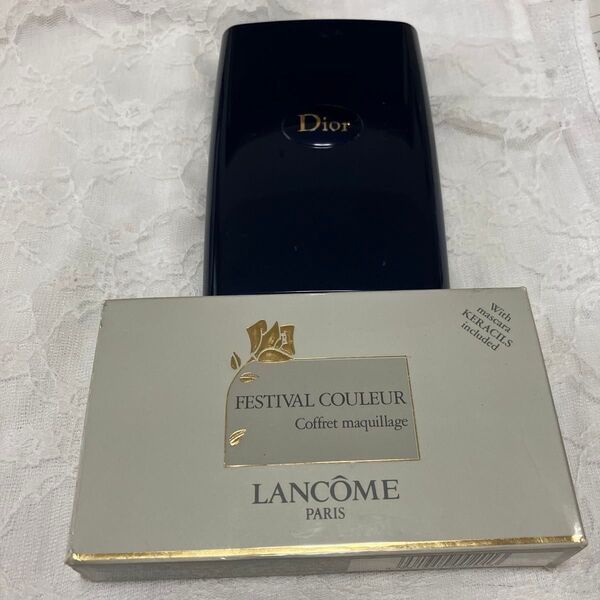 Dior
With
mascara
KERACILS
included
FESTIVAL COULEUR
Coffret maquillage
LANCÔME
PARIS